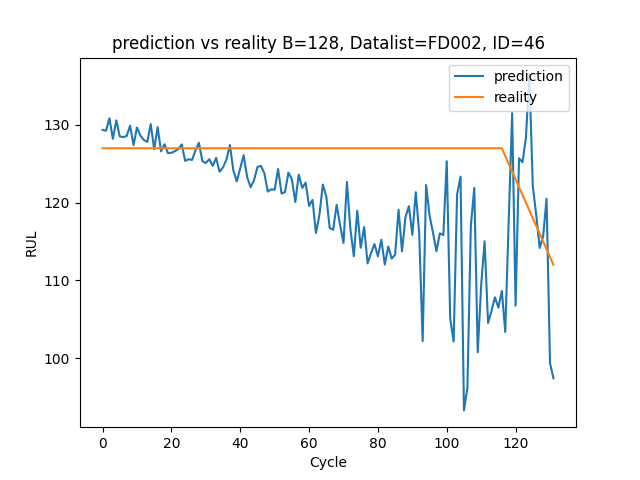 prediction vs reality B=128, Datalist=FD002, ID=46
prediction
reality
130
120
110
100
RUL
0
20
40
60
80
100
120
Cycle